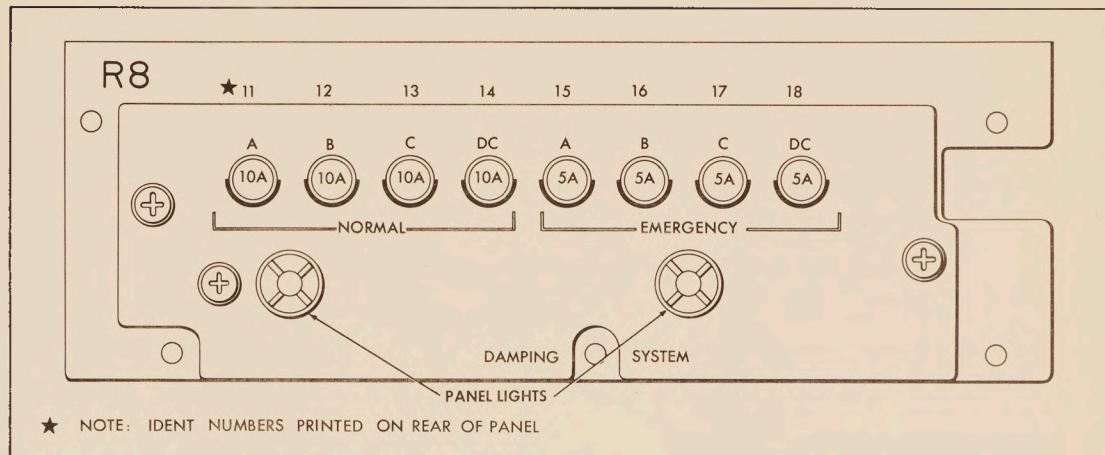 R8
★ 11 12 13 14 15 16 17 18
A B C DC A B C DC
10A 10A 10A 10A 5A 5A 5A 5A
NORMAL EMERGENCY
DAMPING SYSTEM
PANEL LIGHTS
★ NOTE: IDENT NUMBERS PRINTED ON REAR OF PANEL